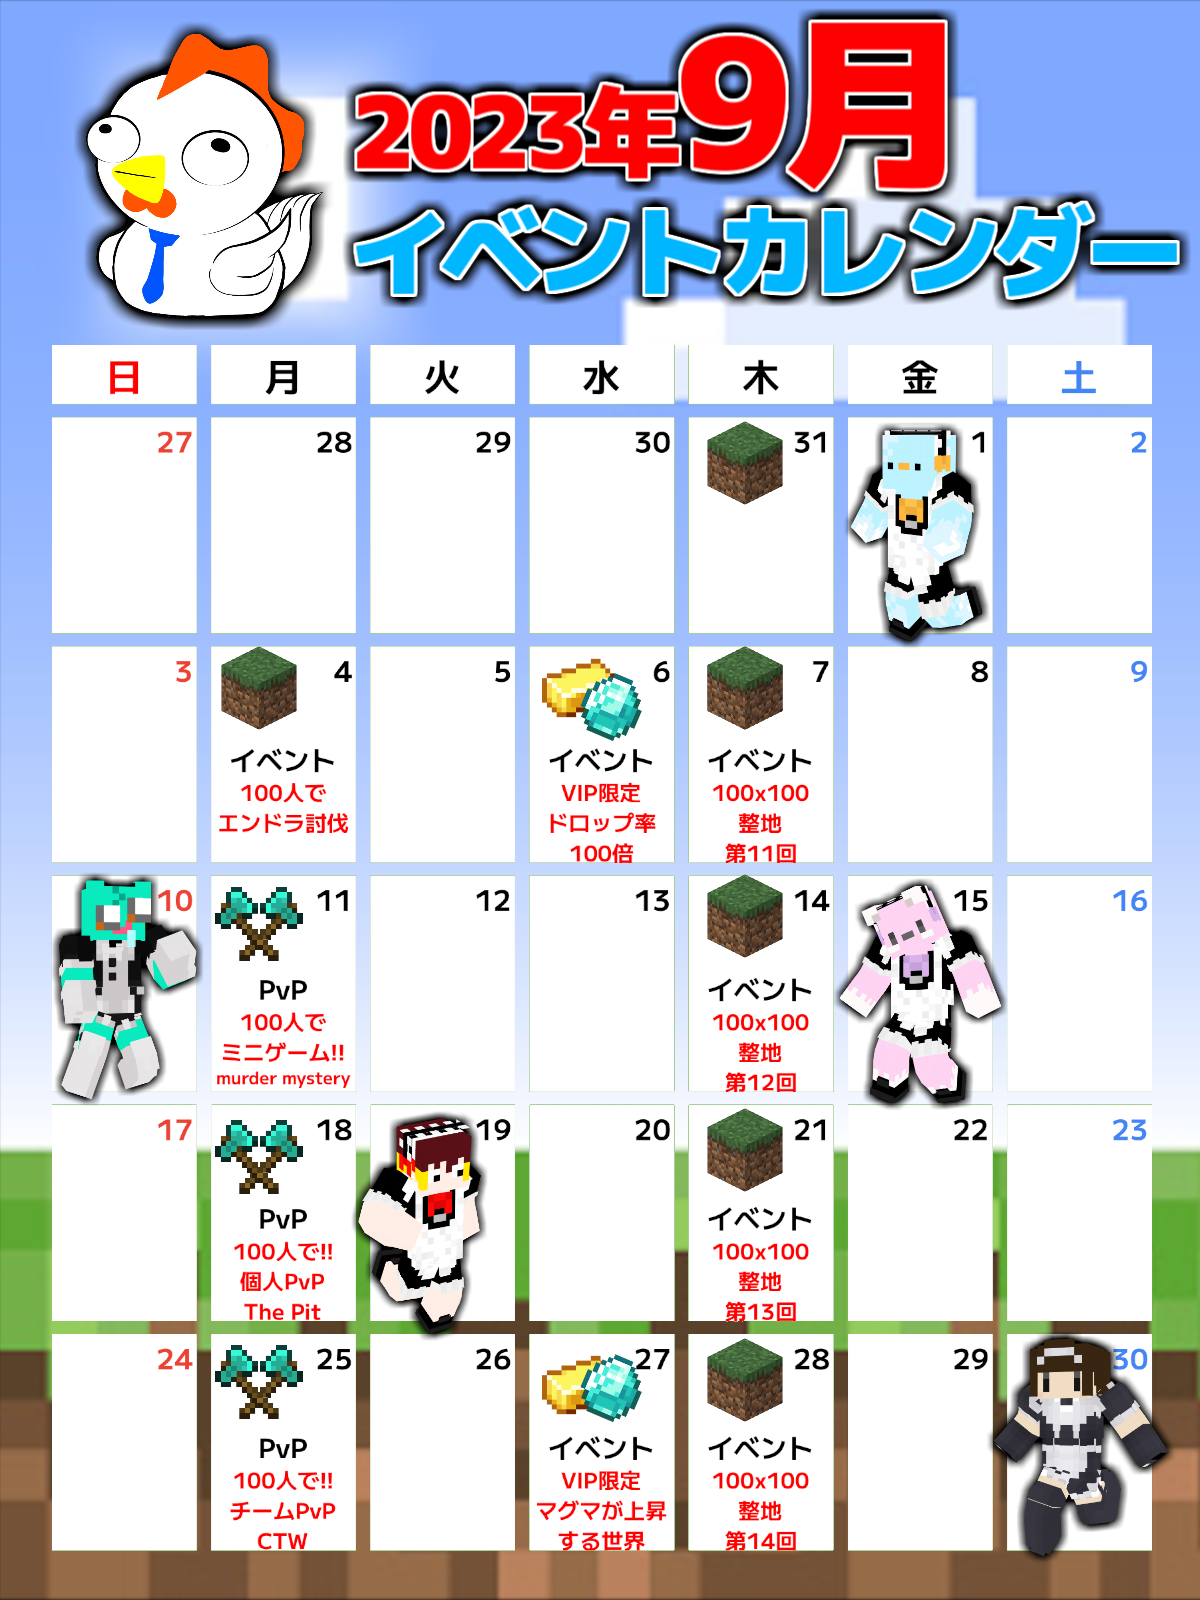 2023年9月
イベントカレンダー
日 月 火 水 木 金 土
27 28 29 30 31 1 2
3 4 5 6 7 8 9
イベント
100人で
エンドラ討伐
イベント
VIP限定
ドロップ率
100倍
イベント
100x100
整地
第11回
10 11 12 13 14 15 16
PvP
100人で
ミニゲーム!!
murder mystery
イベント
100x100
整地
第12回
17 18 19 20 21 22 23
PvP
100人で!!
個人PvP
The Pit
イベント
100x100
整地
第13回
24 25 26 27 28 29 30
PvP
100人で!!
チームPvP
CTW
イベント
VIP限定
マグマが上昇
する世界
イベント
100x100
整地
第14回